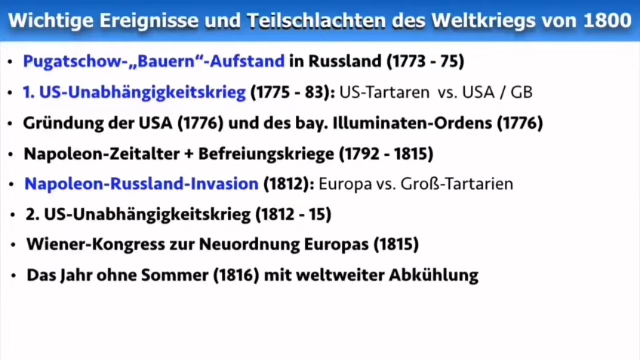 Wichtige Ereignisse und Teilschlachten des Weltkriegs von 1800
• Pugatschow-„Bauern“-Aufstand in Russland (1773 - 75)
• 1. US-Unabhängigkeitskrieg (1775 - 83): US-Tartaren vs. USA / GB
• Gründung der USA (1776) und des bay. Illuminaten-Ordens (1776)
• Napoleon-Zeitalter + Befreiungskriege (1792 - 1815)
• Napoleon-Russland-Invasion (1812): Europa vs. Groß-Tartarien
• 2. US-Unabhängigkeitskrieg (1812 - 15)
• Wiener-Kongress zur Neuordnung Europas (1815)
• Das Jahr ohne Sommer (1816) mit weltweiter Abkühlung